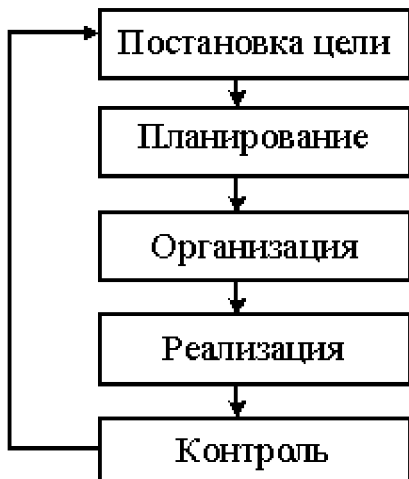 Постановка цели
Планирование
Организация
Реализация
Контроль